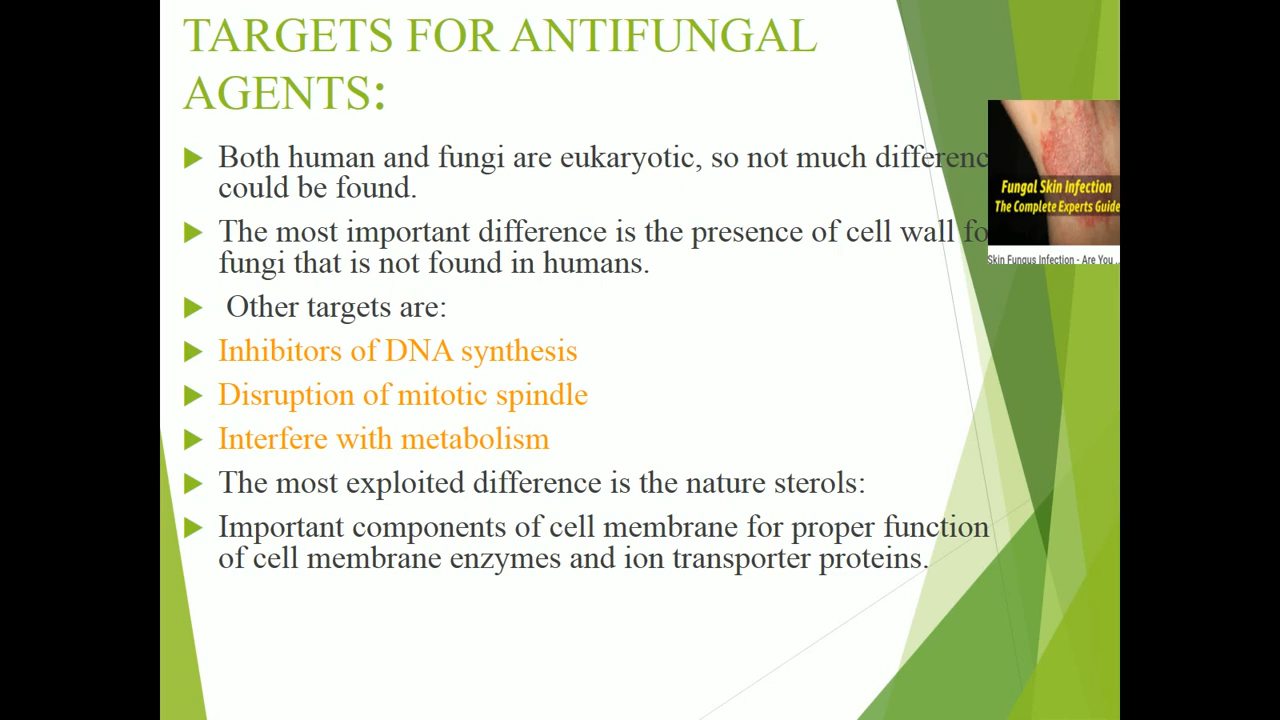 TARGETS FOR ANTIFUNGAL
AGENTS:
Both human and fungi are eukaryotic, so not much differenc
could be found.
The most important difference is the presence of cell wall fo
fungi that is not found in humans.
Other targets are:
Inhibitors of DNA synthesis
Disruption of mitotic spindle
Interfere with metabolism
The most exploited difference is the nature sterols:
Important components of cell membrane for proper function
of cell membrane enzymes and ion transporter proteins.
Fungal Skin Infection
The Complete Experts Guide
Skin Fungus Infection - Are You ..